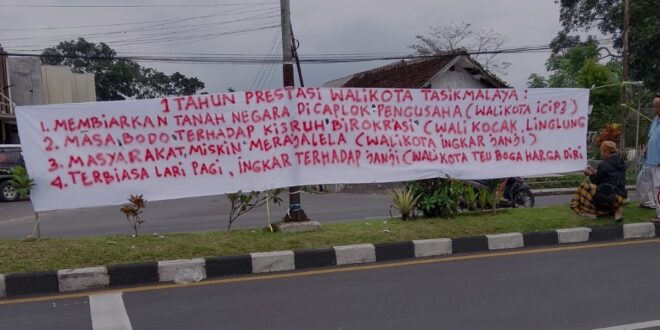 1 TAHUN PRESTASI WALIKOTA TASIKMALAYA :
1. MEMBIARKAN TANAH NEGARA DICAPLOK PENGUSAHA (WALIKOTA ICIP2)
2. MASA BODO TERHADAP KISRUH BIROKRASI (WALI KOCAK, LINGLUNG
3. MASYARAKAT, MISKIN MERAJALELA (WALIKOTA INGKAR JANJI)
4. TERBIASA LARI PAGI, INGKAR TERHADAP JANJI (WALIKOTA TEU BOGA HARGA DIRI